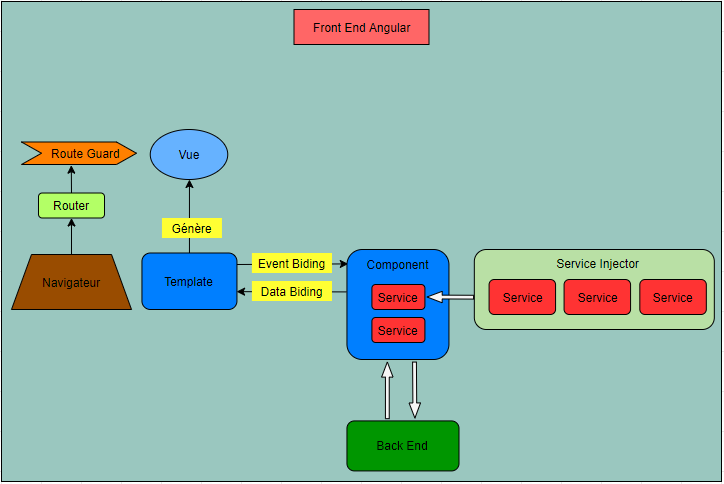 Front End Angular
Route Guard
Vue
Router
Génère
Navigateur
Template
Event Biding
Data Biding
Component
Service
Service
Service Injector
Service
Service
Service
Back End